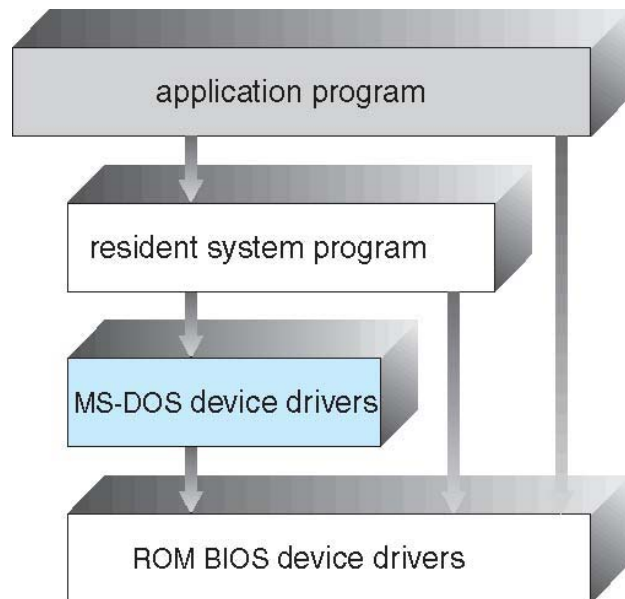 application program
resident system program
MS-DOS device drivers
ROM BIOS device drivers